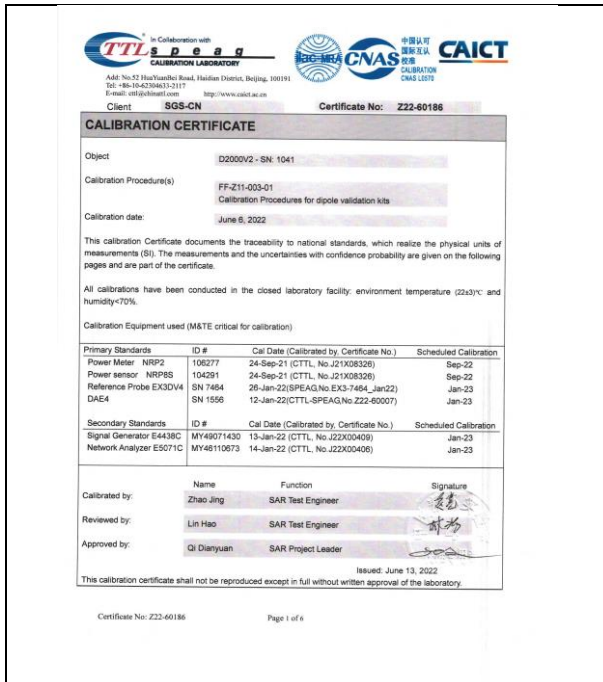 TTL In Collaboration with
s p e a g
CALIBRATION LABORATORY
ilac-MRA
CNAS
中国认可
国际互认
校准
CALIBRATION
CNAS L0570
CAICT
Add: No.52 HuaYuanBei Road, Haidian District, Beijing, 100191
Tel: +86-10-62304633-2117
E-mail: cttl@chinattl.com http://www.caict.ac.cn
Client SGS-CN Certificate No: Z22-60186
CALIBRATION CERTIFICATE
Object D2000V2 - SN: 1041
Calibration Procedure(s) FF-Z11-003-01
Calibration Procedures for dipole validation kits
Calibration date: June 6, 2022
This calibration Certificate documents the traceability to national standards, which realize the physical units of
measurements (SI). The measurements and the uncertainties with confidence probability are given on the following
pages and are part of the certificate.
All calibrations have been conducted in the closed laboratory facility: environment temperature (22±3)℃ and
humidity<70%.
Calibration Equipment used (M&TE critical for calibration)
Primary Standards ID # Cal Date (Calibrated by, Certificate No.) Scheduled Calibration
Power Meter NRP2 106277 24-Sep-21 (CTTL, No.J21X08326) Sep-22
Power sensor NRP8S 104291 24-Sep-21 (CTTL, No.J21X08326) Sep-22
Reference Probe EX3DV4 SN 7464 26-Jan-22(SPEAG,No.EX3-7464_Jan22) Jan-23
DAE4 SN 1556 12-Jan-22(CTTL-SPEAG,No.Z22-60007) Jan-23
Secondary Standards ID # Cal Date (Calibrated by, Certificate No.) Scheduled Calibration
Signal Generator E4438C MY49071430 13-Jan-22 (CTTL, No.J22X00409) Jan-23
Network Analyzer E5071C MY46110673 14-Jan-22 (CTTL, No.J22X00406) Jan-23
Name Function Signature
Calibrated by: Zhao Jing SAR Test Engineer
Reviewed by: Lin Hao SAR Test Engineer
Approved by: Qi Dianyuan SAR Project Leader
Issued: June 13, 2022
This calibration certificate shall not be reproduced except in full without written approval of the laboratory.
Certificate No: Z22-60186 Page 1 of 6